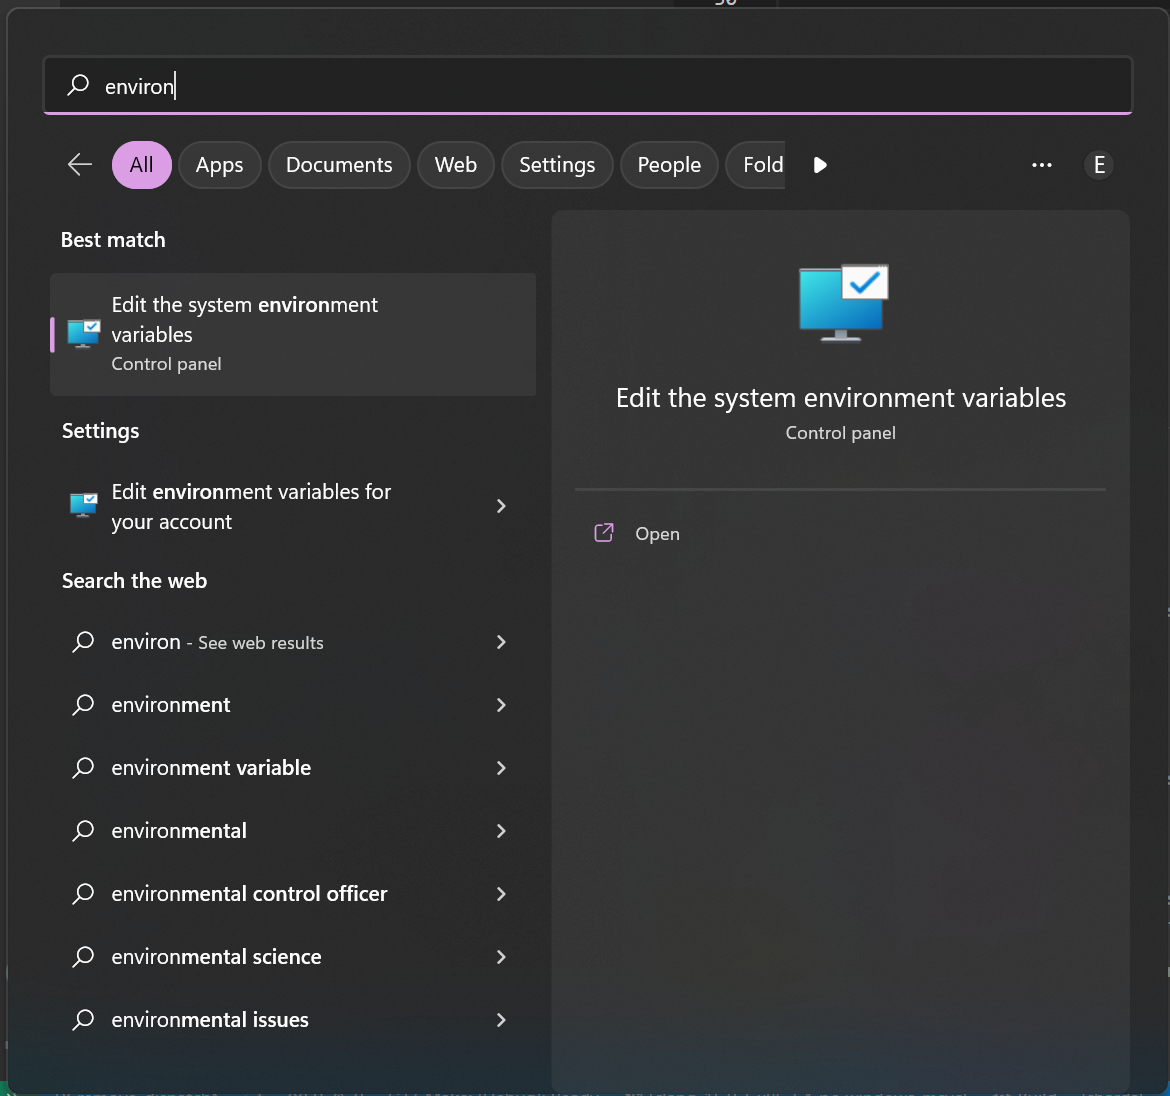 environ
All
Apps
Documents
Web
Settings
People
Fold
E
Best match
Edit the system environment
variables
Control panel
Settings
Edit environment variables for
your account
Search the web
environ - See web results
environment
environment variable
environmental
environmental control officer
environmental science
environmental issues
Edit the system environment variables
Control panel
Open